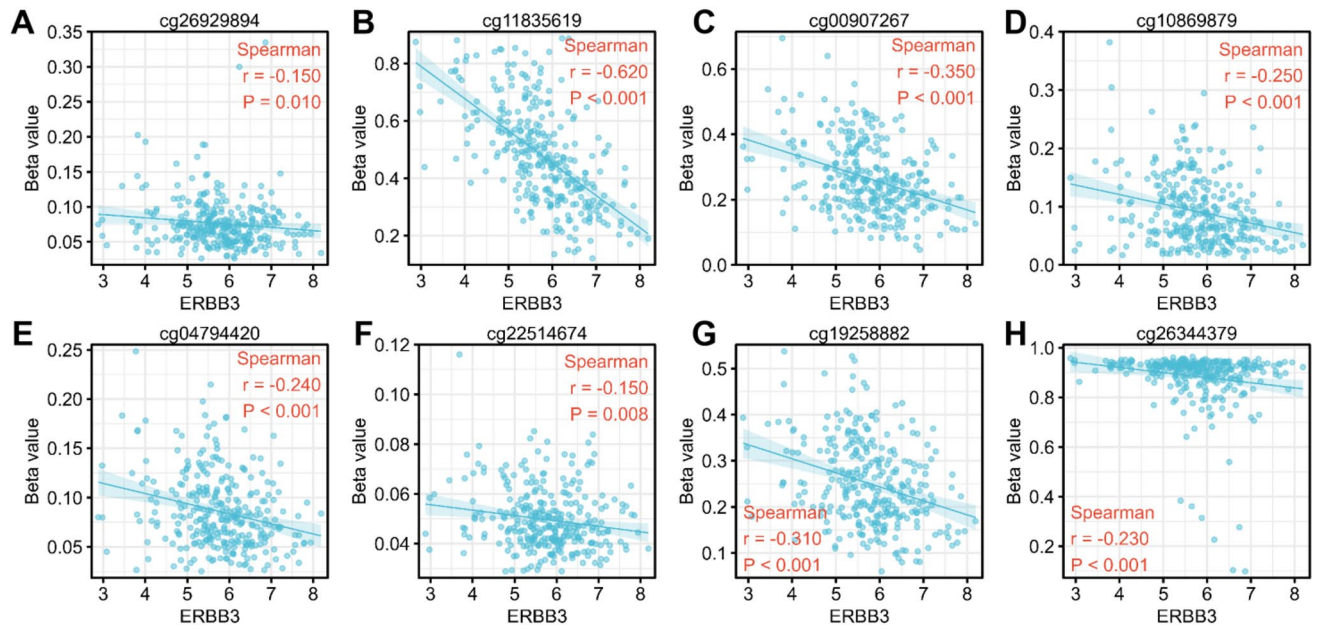 A
cg26929894
Spearman
r = -0.150
P = 0.010
Beta value
0.35
0.30
0.25
0.20
0.15
0.10
0.05
3 4 5 6 7 8
ERBB3
B
cg11835619
Spearman
r = -0.620
P < 0.001
Beta value
0.8
0.6
0.4
0.2
3 4 5 6 7 8
ERBB3
C
cg00907267
Spearman
r = -0.350
P < 0.001
Beta value
0.6
0.4
0.2
0.0
3 4 5 6 7 8
ERBB3
D
cg10869879
Spearman
r = -0.250
P < 0.001
Beta value
0.4
0.3
0.2
0.1
0.0
3 4 5 6 7 8
ERBB3
E
cg04794420
Spearman
r = -0.240
P < 0.001
Beta value
0.25
0.20
0.15
0.10
0.05
3 4 5 6 7 8
ERBB3
F
cg22514674
Spearman
r = -0.150
P = 0.008
Beta value
0.12
0.10
0.08
0.06
0.04
3 4 5 6 7 8
ERBB3
G
cg19258882
Beta value
0.5
0.4
0.3
0.2
0.1
Spearman
r = -0.310
P < 0.001
3 4 5 6 7 8
ERBB3
H
cg26344379
Beta value
1.0
0.8
0.6
0.4
0.2
Spearman
r = -0.230
P < 0.001
3 4 5 6 7 8
ERBB3